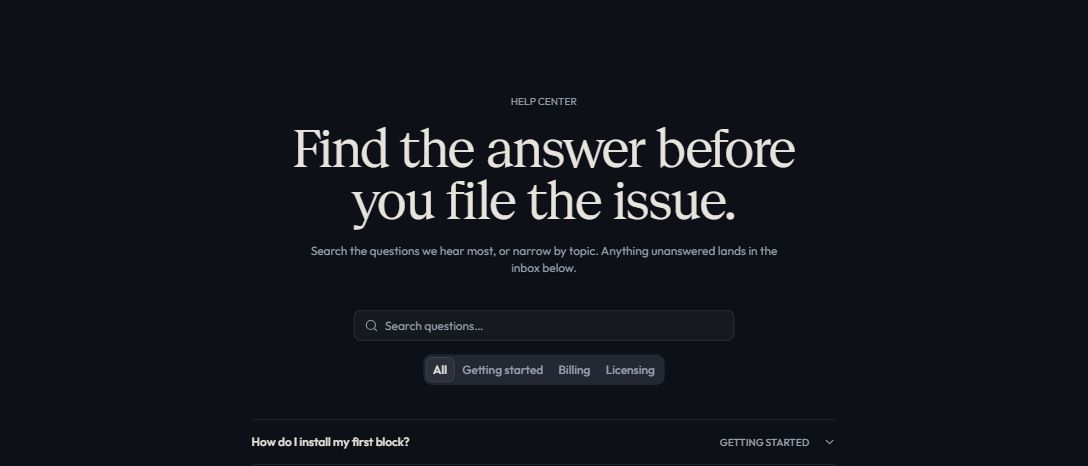 HELP CENTER
Find the answer before
you file the issue.
Search the questions we hear most, or narrow by topic. Anything unanswered lands in the
inbox below.
Search questions...
All Getting started Billing Licensing
How do I install my first block? GETTING STARTED